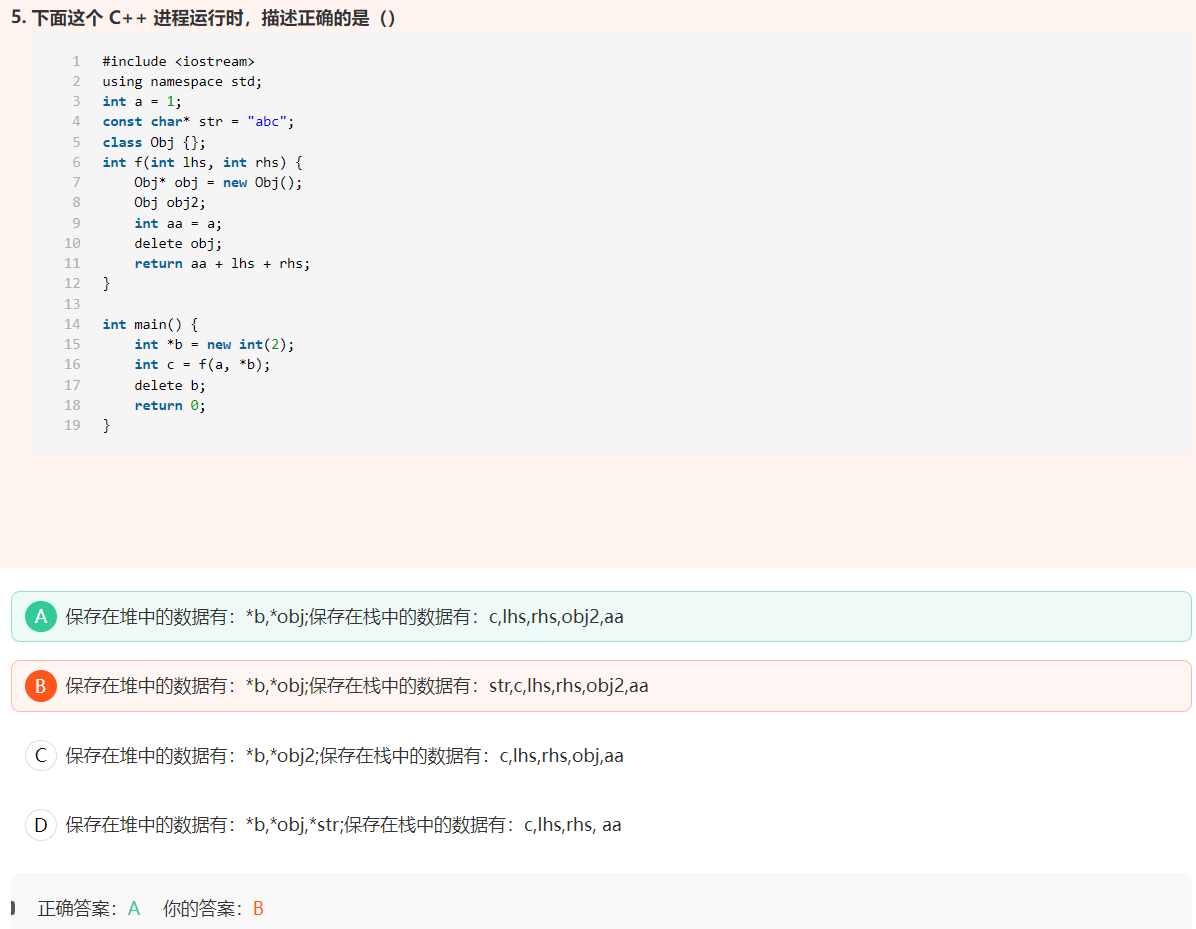 5. 下面这个 C++ 进程运行时，描述正确的是（）
1 #include <iostream>
2 using namespace std;
3 int a = 1;
4 const char* str = "abc";
5 class Obj {};
6 int f(int lhs, int rhs) {
7     Obj* obj = new Obj();
8     Obj obj2;
9     int aa = a;
10     delete obj;
11     return aa + lhs + rhs;
12 }
13
14 int main() {
15     int *b = new int(2);
16     int c = f(a, *b);
17     delete b;
18     return 0;
19 }
A 保存在堆中的数据有：*b,*obj;保存在栈中的数据有：c,lhs,rhs,obj2,aa
B 保存在堆中的数据有：*b,*obj;保存在栈中的数据有：str,c,lhs,rhs,obj2,aa
C 保存在堆中的数据有：*b,*obj2;保存在栈中的数据有：c,lhs,rhs,obj,aa
D 保存在堆中的数据有：*b,*obj,*str;保存在栈中的数据有：c,lhs,rhs, aa
正确答案：A 你的答案：B